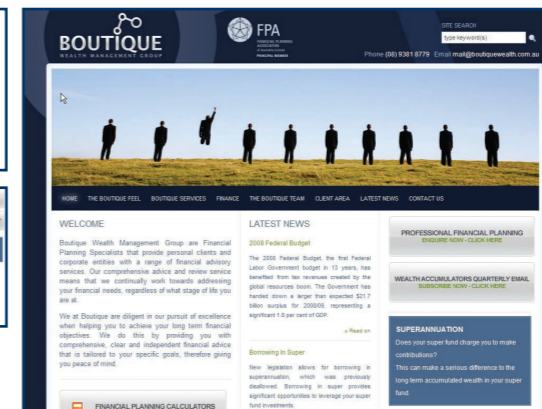 BOUTIQUE
WEALTH MANAGEMENT GROUP
FPA
FINANCIAL PLANNING
ASSOCIATION
PRINCIPAL MEMBER
SITE SEARCH
type keyword(s)
Phone (08) 9381 8779 Email mail@boutiquewealth.com.au
HOME THE BOUTIQUE FEEL BOUTIQUE SERVICES FINANCE THE BOUTIQUE TEAM CLIENT AREA LATEST NEWS CONTACT US
WELCOME
Boutique Wealth Management Group are Financial
Planning Specialists that provide personal clients and
corporate entities with a range of financial advisory
services. Our comprehensive advice and review service
means that we continually work towards addressing
your financial needs, regardless of what stage of life you
are at.
We at Boutique are diligent in our pursuit of excellence
when helping you to achieve your long term financial
objectives. We do this by providing you with
comprehensive, clear and independent financial advice
that is tailored to your specific goals, therefore giving
you peace of mind.
FINANCIAL PLANNING CALCULATORS
LATEST NEWS
2008 Federal Budget
The 2008 Federal Budget, the first Federal
Labor Government budget in 13 years, has
benefited from tax revenues created by the
global resources boom. The Government has
handed down a larger than expected $21.7
billion surplus for 2008/09, representing a
significant 1.8 per cent of GDP.
» Read on
Borrowing In Super
New legislation allows for borrowing in
superannuation, which was previously
disallowed. Borrowing in super provides
significant opportunities to leverage your super
fund investments.
PROFESSIONAL FINANCIAL PLANNING
ENQUIRE NOW - CLICK HERE
WEALTH ACCUMULATORS QUARTERLY EMAIL
SUBSCRIBE NOW - CLICK HERE
SUPERANNUATION
Does your super fund charge you to make
contributions?
This can make a serious difference to the
long term accumulated wealth in your super
fund.